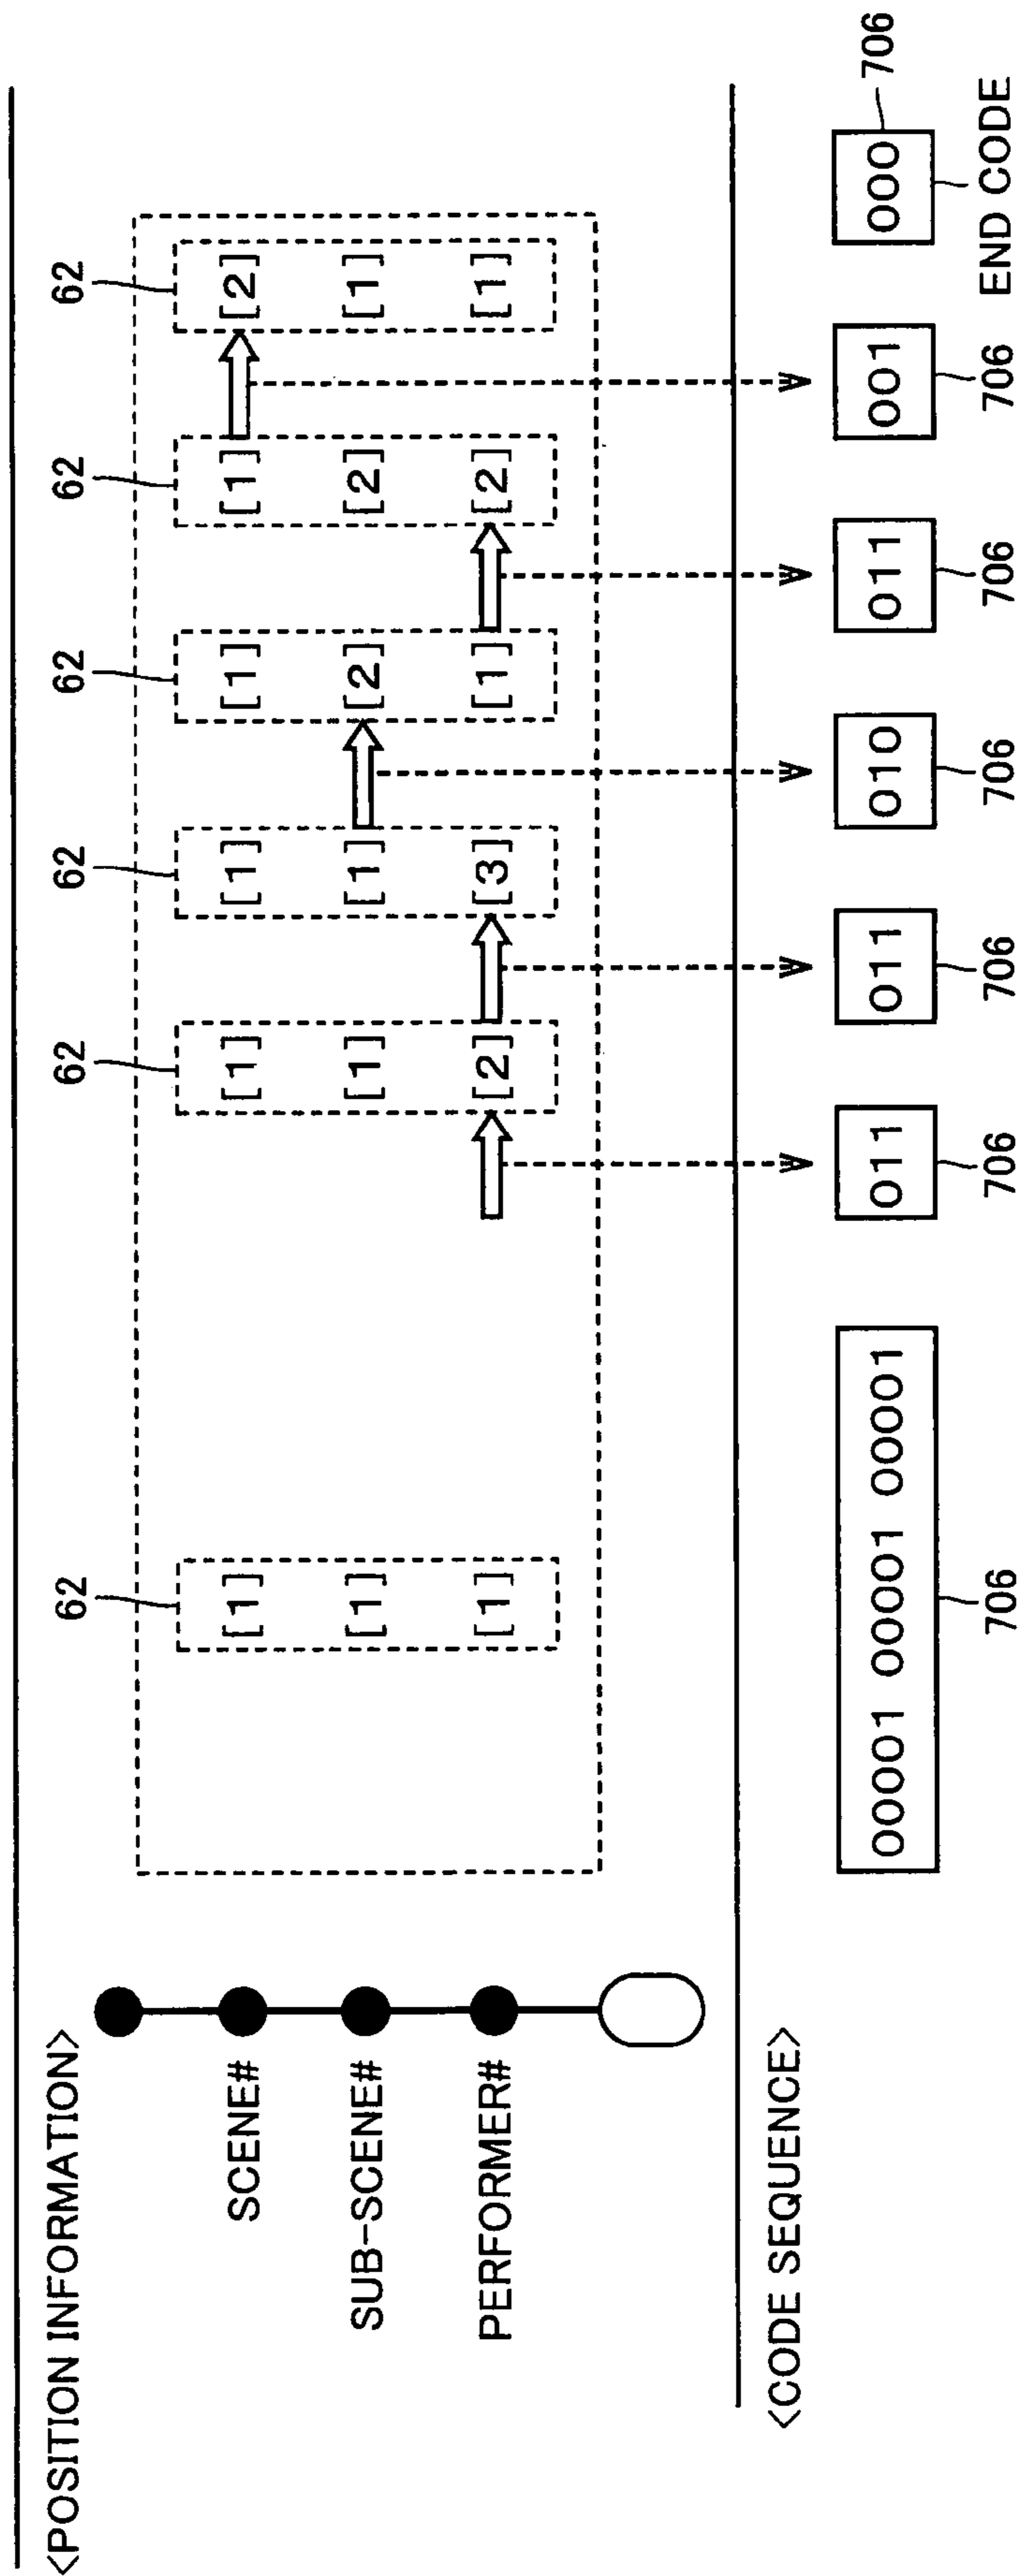 <POSITION INFORMATION>
62 62 62 62 62 62
SCENE# [1] [1] [1] [1] [1] [2]
SUB-SCENE# [1] [1] [1] [2] [2] [1]
PERFORMER# [1] [2] [3] [1] [2] [1]
<CODE SEQUENCE>
706
00001 00001 00001 011 011 010 011 001 000
706 706 706 706 706 706
END CODE